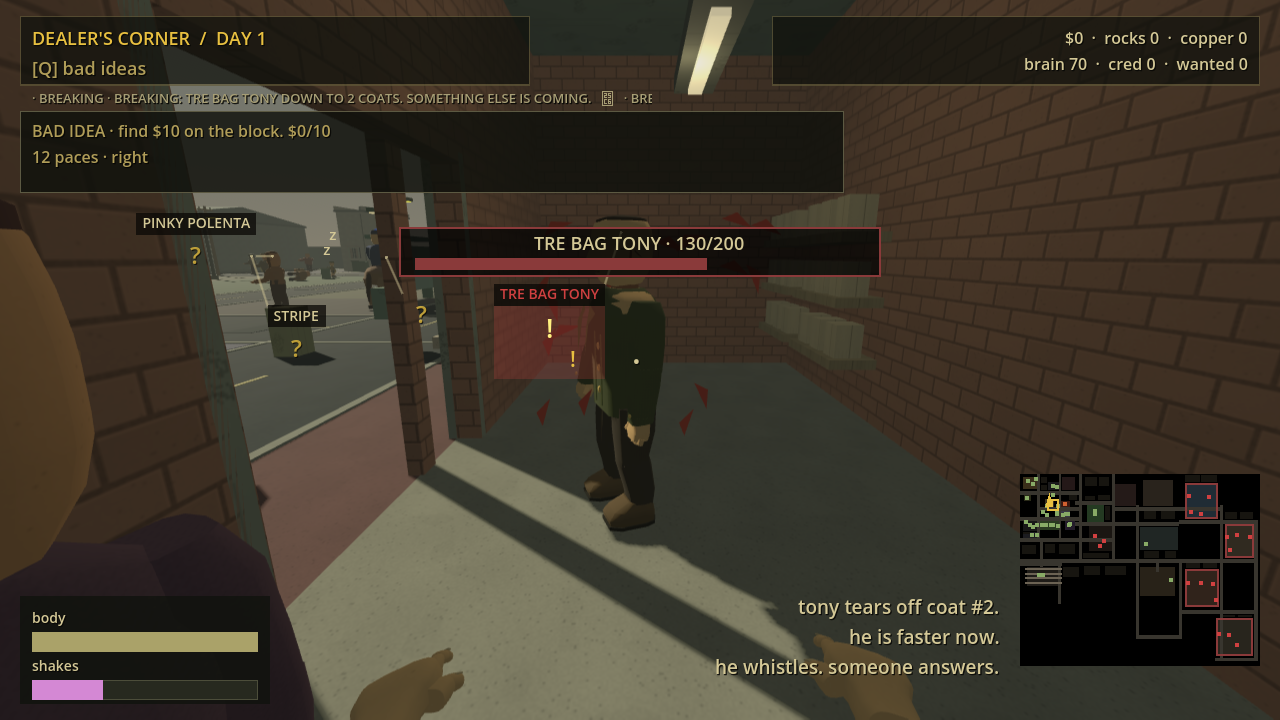 DEALER'S CORNER / DAY 1
[Q] bad ideas
$0 · rocks 0 · copper 0
brain 70 · cred 0 · wanted 0
· BREAKING · BREAKING: TRE BAG TONY DOWN TO 2 COATS. SOMETHING ELSE IS COMING. · BRE
BAD IDEA · find $10 on the block. $0/10
12 paces · right
PINKY POLENTA
?
z
z
TRE BAG TONY · 130/200
TRE BAG TONY
STRIPE
?
?
!
!
tony tears off coat #2.
he is faster now.
he whistles. someone answers.
body
shakes